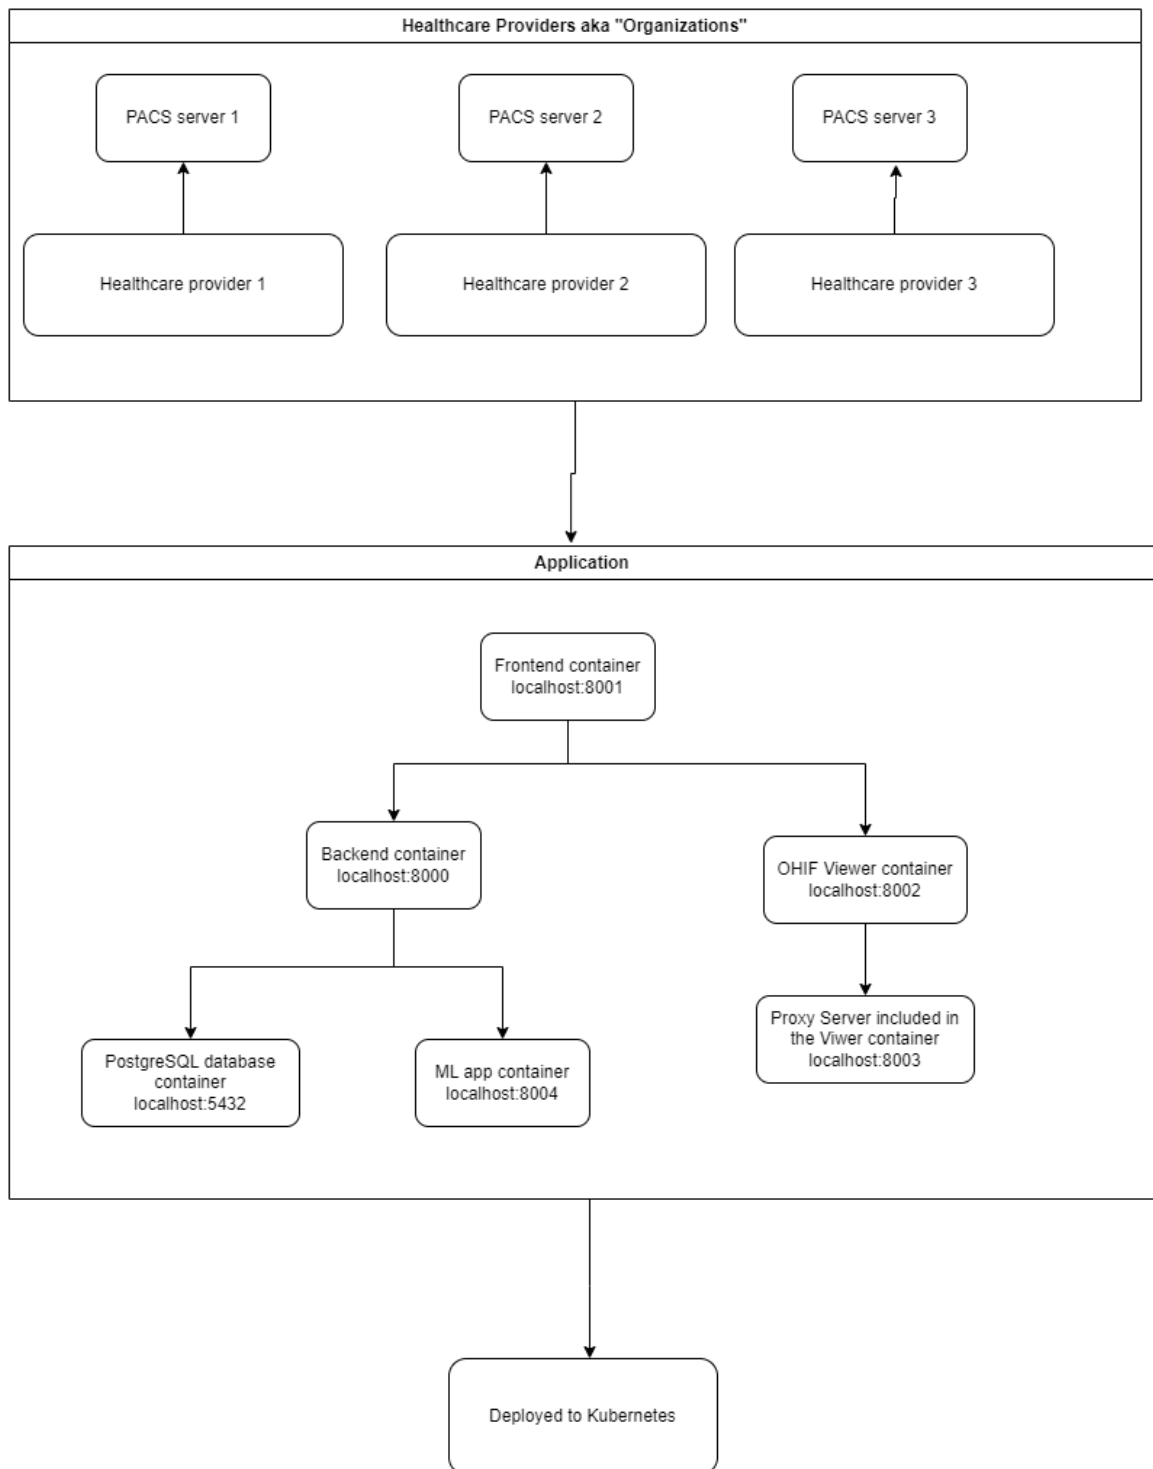 Healthcare Providers aka "Organizations"
PACS server 1
PACS server 2
PACS server 3
Healthcare provider 1
Healthcare provider 2
Healthcare provider 3
Application
Frontend container
localhost:8001
Backend container
localhost:8000
OHIF Viewer container
localhost:8002
PostgreSQL database
container
localhost:5432
ML app container
localhost:8004
Proxy Server included in
the Viwer container
localhost:8003
Deployed to Kubernetes